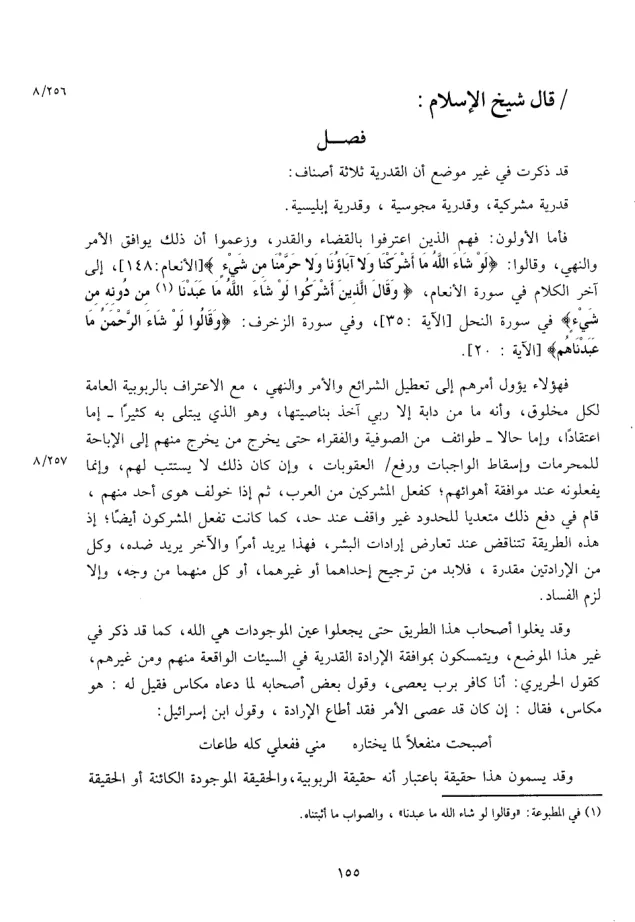 ٨/٢٥٦
/ قال شيخ الإسلام :
فصـــل
قد ذكرت في غير موضع أن القدرية ثلاثة أصناف:
قدرية مشركية، وقدرية مجوسية ، وقدرية إبليسية.
فأما الأولون: فهم الذين اعترفوا بالقضاء والقدر، وزعموا أن ذلك يوافق الأمر
والنهي، وقالوا: ﴿لَوْ شَاءَ اللَّهُ مَا أَشْرَكْنَا وَلا آبَاؤُنَا وَلا حَرَّمْنَا مِن شَيْءٍ ﴾[الأنعام:١٤٨]، إلى
آخر الكلام في سورة الأنعام، ﴿ وَقَالَ الَّذِينَ أَشْرَكُوا لَوْ شَاءَ اللَّهُ مَا عَبَدْنَا (١) مِن دُونِهِ مِن
شَيْءٍ﴾ في سورة النحل [الآية :٣٥]، وفي سورة الزخرف: ﴿وَقَالُوا لَوْ شَاءَ الرَّحْمَنُ مَا
عَبَدْنَاهُم﴾ [الآية : ٢٠].
فهؤلاء يؤول أمرهم إلى تعطيل الشرائع والأمر والنهي ، مع الاعتراف بالربوبية العامة
لكل مخلوق، وأنه ما من دابة إلا ربي آخذ بناصيتها، وهو الذي يبتلى به كثيرًا ـ إما
اعتقادًا، وإما حالا ـ طوائف من الصوفية والفقراء حتى يخرج من يخرج منهم إلى الإباحة
٨/٢٥٧
للمحرمات وإسقاط الواجبات ورفع/ العقوبات ، وإن كان ذلك لا يستتب لهم، وإنما
يفعلونه عند موافقة أهوائهم؛ كفعل المشركين من العرب، ثم إذا خولف هوى أحد منهم ،
قام في دفع ذلك متعديا للحدود غير واقف عند حد، كما كانت تفعل المشركون أيضًا؛ إذ
هذه الطريقة تتناقض عند تعارض إرادات البشر، فهذا يريد أمرًا والآخر يريد ضده، وكل
من الإرادتين مقدرة ، فلابد من ترجيح إحداهما أو غيرهما، أو كل منهما من وجه، وإلا
لزم الفساد.
وقد يغلوا أصحاب هذا الطريق حتى يجعلوا عين الموجودات هي الله، كما قد ذكر في
غير هذا الموضع، ويتمسكون بموافقة الإرادة القدرية في السيئات الواقعة منهم ومن غيرهم،
كقول الحريري: أنا كافر برب يعصى، وقول بعض أصحابه لما دعاه مكاس فقيل له : هو
مكاس، فقال : إن كان قد عصى الأمر فقد أطاع الإرادة ، وقول ابن إسرائيل:
أصبحت منفعلاً لما يختاره مني ففعلي كله طاعات
وقد يسمون هذا حقيقة باعتبار أنه حقيقة الربوبية،والحقيقة الموجودة الكائنة أو الحقيقة
(١) في المطبوعة: «وقالوا لو شاء الله ما عبدنا» ، والصواب ما أثبتناه.
١٥٥